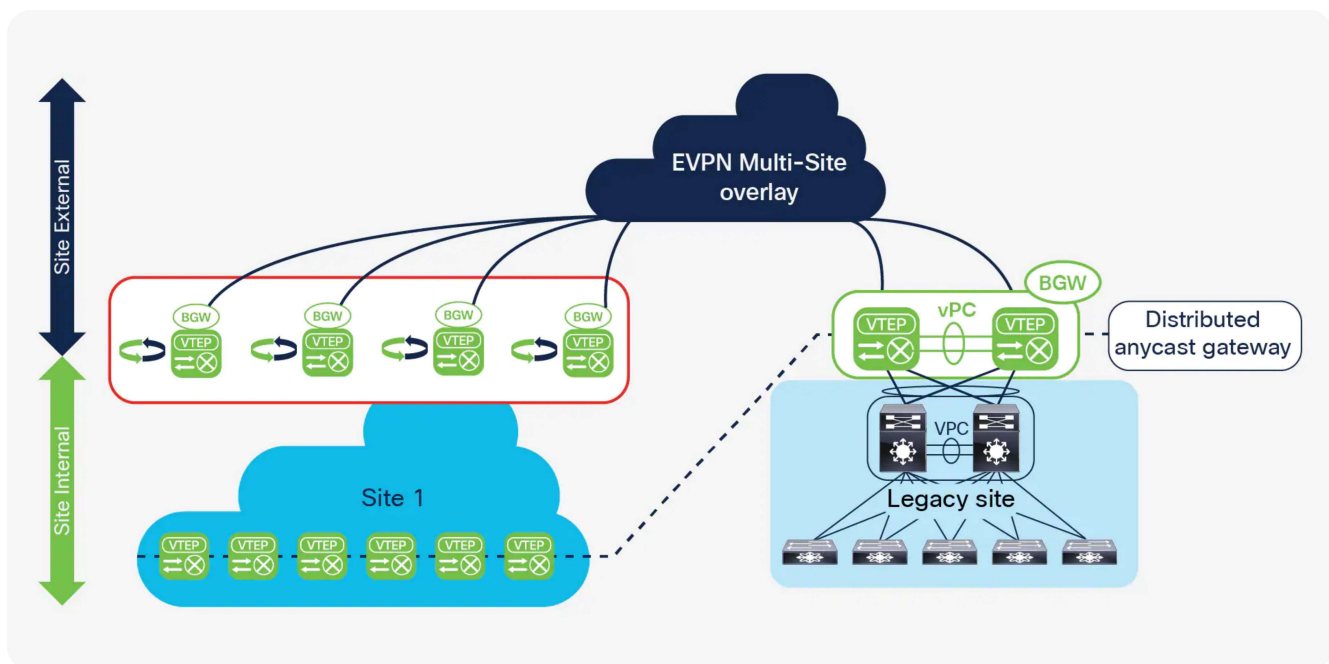 EVPN Multi-Site
overlay
Site External
BGW
BGW
BGW
BGW
VTEP
VTEP
VTEP
VTEP
BGW
vPC
VTEP
VTEP
Distributed
anycast gateway
VPC
Legacy site
Site Internal
Site 1
VTEP
VTEP
VTEP
VTEP
VTEP
VTEP